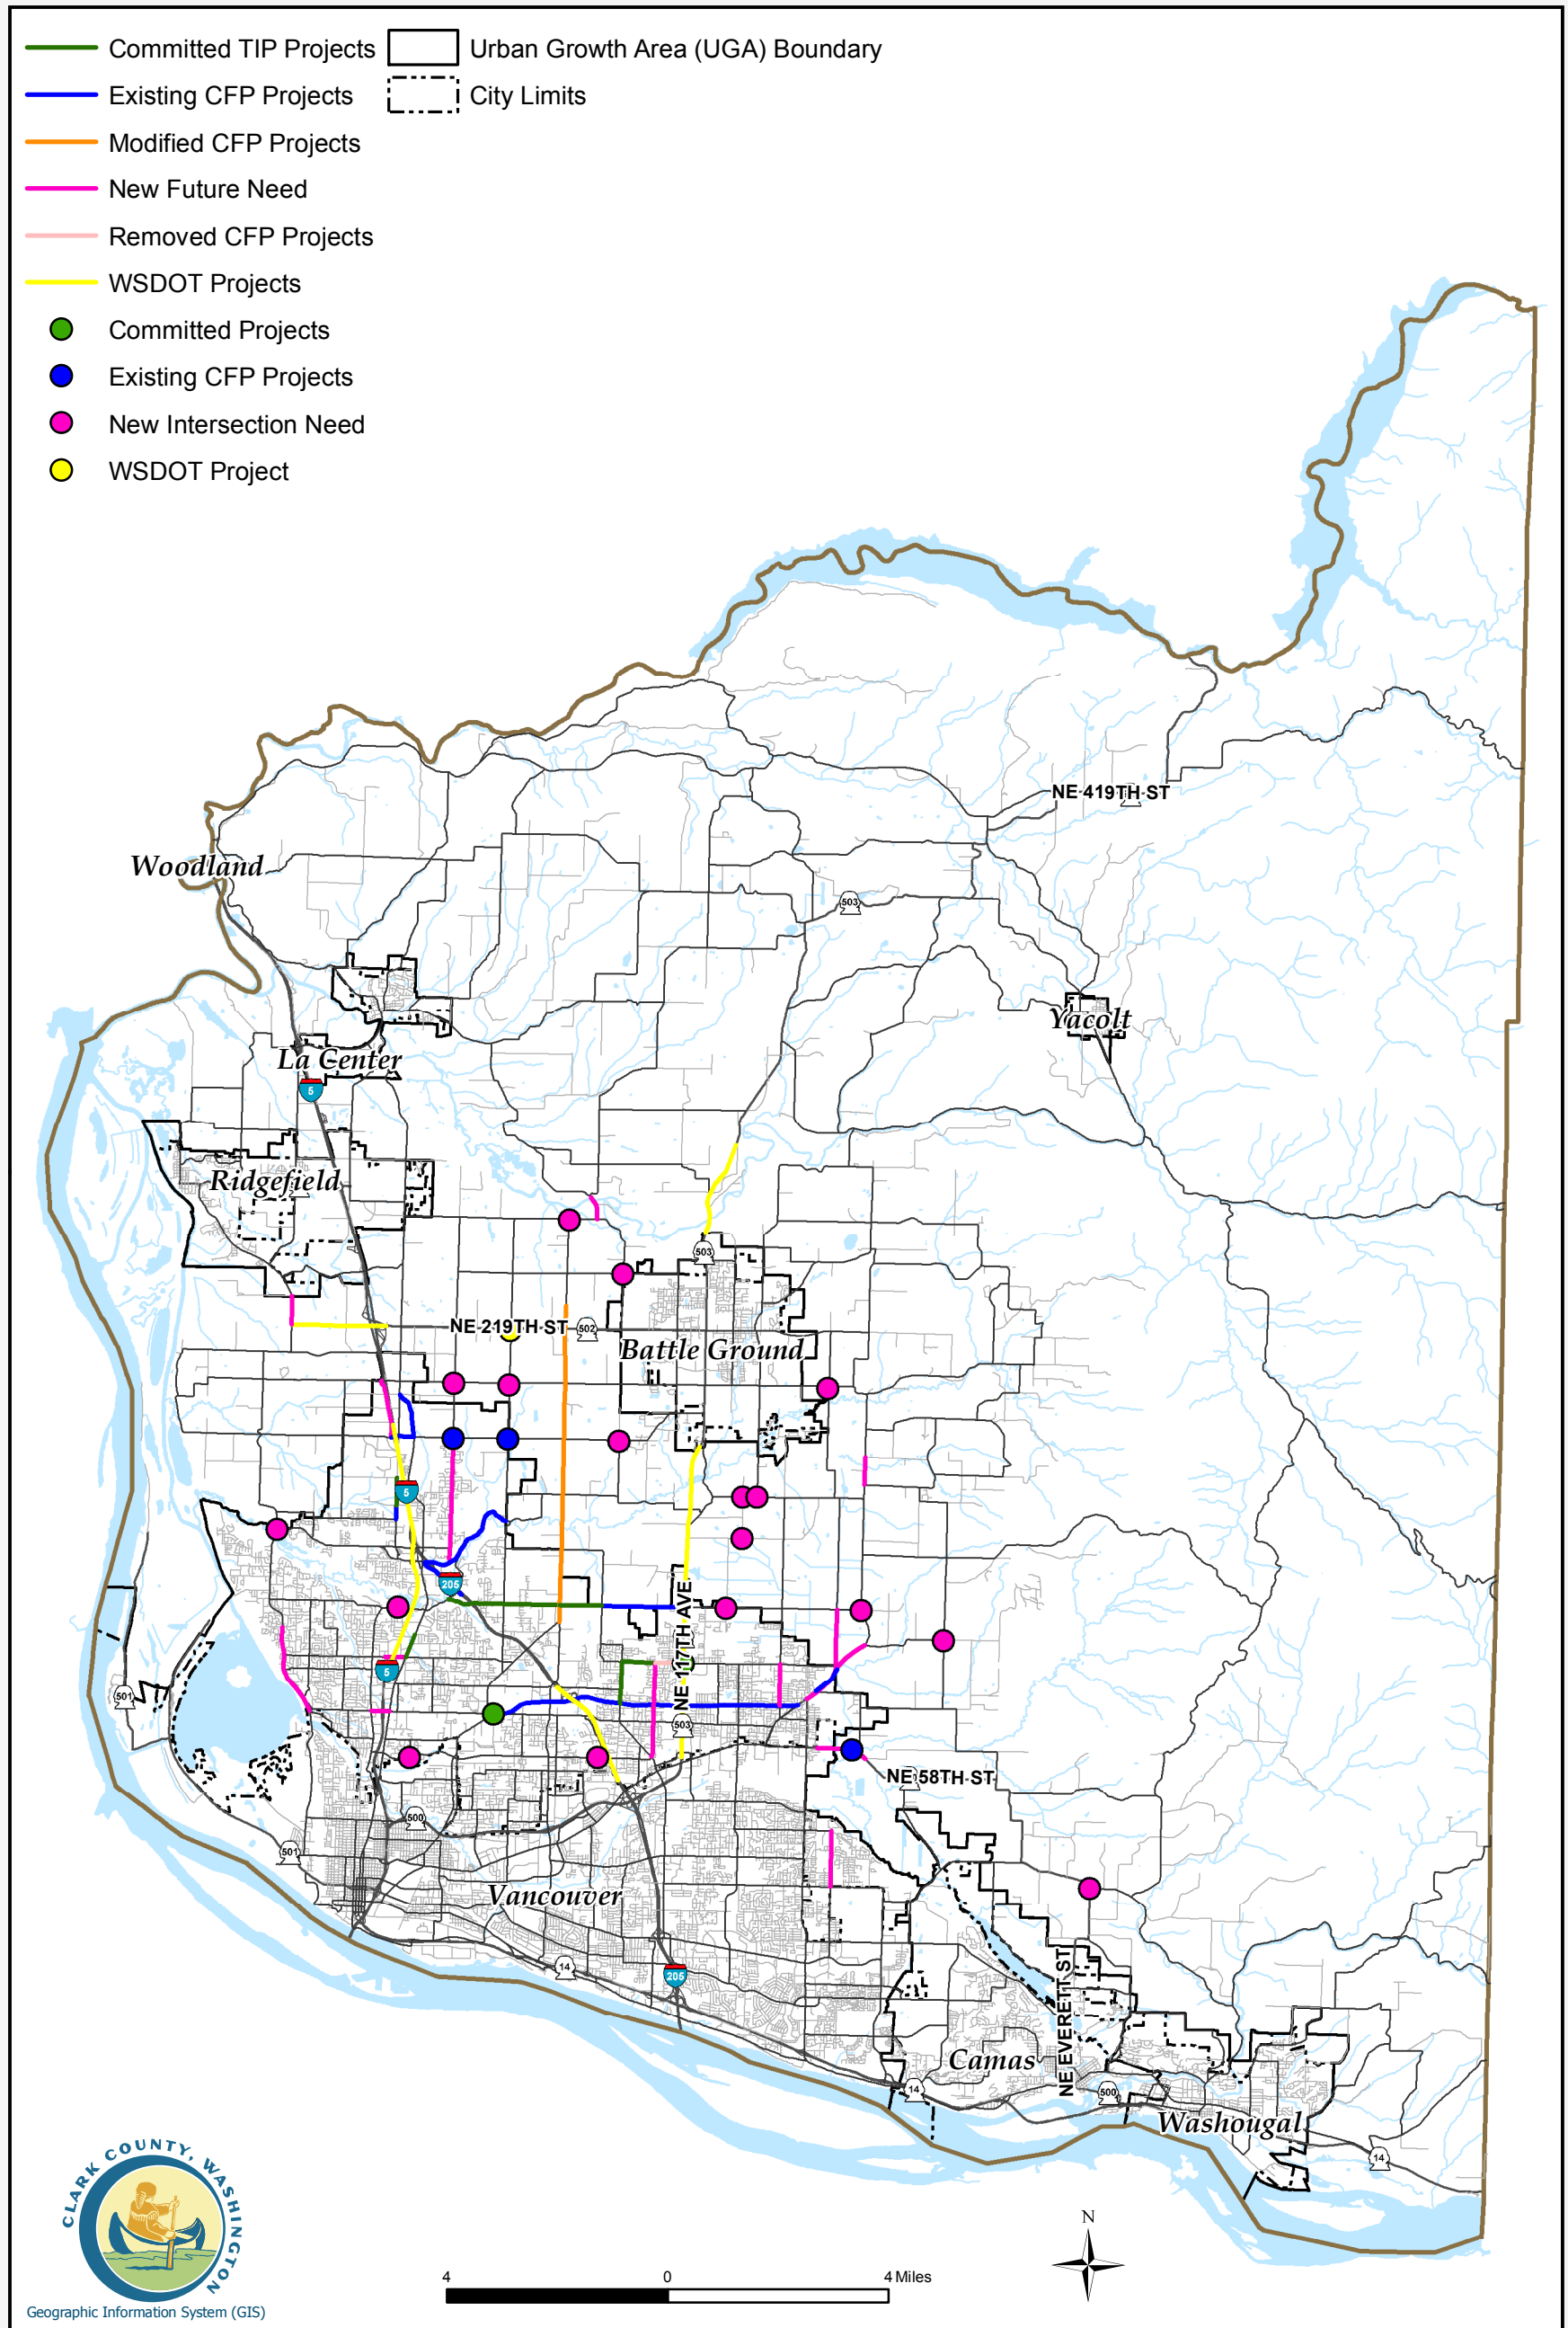 Committed TIP Projects
Urban Growth Area (UGA) Boundary
Existing CFP Projects
City Limits
Modified CFP Projects
New Future Need
Removed CFP Projects
WSDOT Projects
Committed Projects
Existing CFP Projects
New Intersection Need
WSDOT Project
NE 419TH ST
Woodland
503
Yacolt
La Center
5
Ridgefield
503
NE 219TH ST
502
Battle Ground
5
205
NE 117TH AVE
5
501
503
NE 58TH ST
500
501
Vancouver
14
205
NE EVERETT ST
Camas
14
500
Washougal
14
CLARK COUNTY, WASHINGTON
Geographic Information System (GIS)
4 0 4 Miles
N